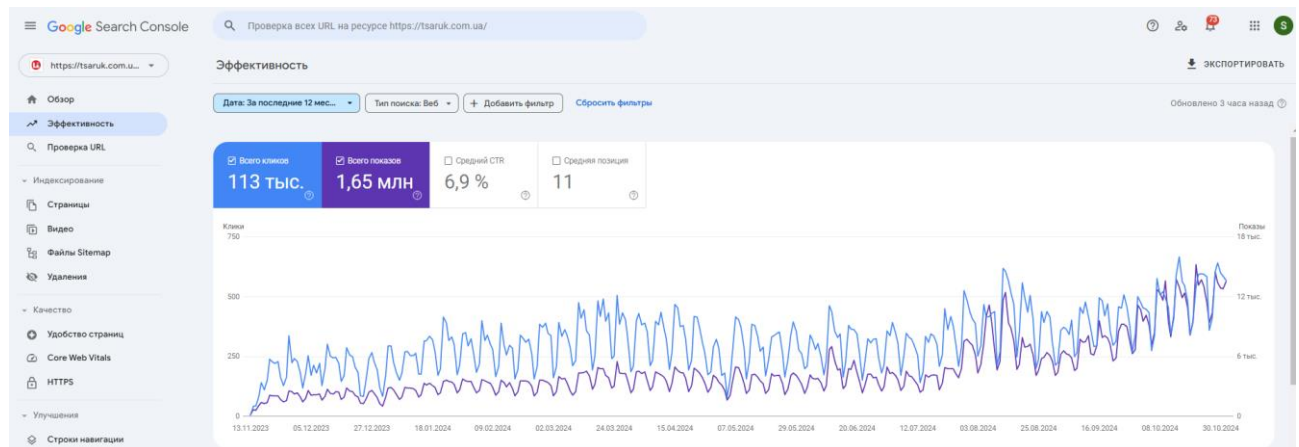 Google Search Console
Проверка всех URL на ресурсе https://tsaruk.com.ua/
73
S
https://tsaruk.com.u...
Эффективность
ЭКСПОРТИРОВАТЬ
Обзор
Эффективность
Проверка URL
Дата: За последние 12 мес...
Тип поиска: Веб
+ Добавить фильтр
Сбросить фильтры
Обновлено 3 часа назад
Индексирование
Страницы
Видео
Файлы Sitemap
Удаления
Качество
Удобство страниц
Core Web Vitals
HTTPS
Улучшения
Строки навигации
Всего кликов
113 тыс.
Всего показов
1,65 млн
Средний CTR
6,9 %
Средняя позиция
11
Клики
Показы
750
18 тыс.
500
12 тыс.
250
6 тыс.
0
0
13.11.2023 05.12.2023 27.12.2023 18.01.2024 09.02.2024 02.03.2024 24.03.2024 15.04.2024 07.05.2024 29.05.2024 20.06.2024 12.07.2024 03.08.2024 25.08.2024 16.09.2024 08.10.2024 30.10.2024